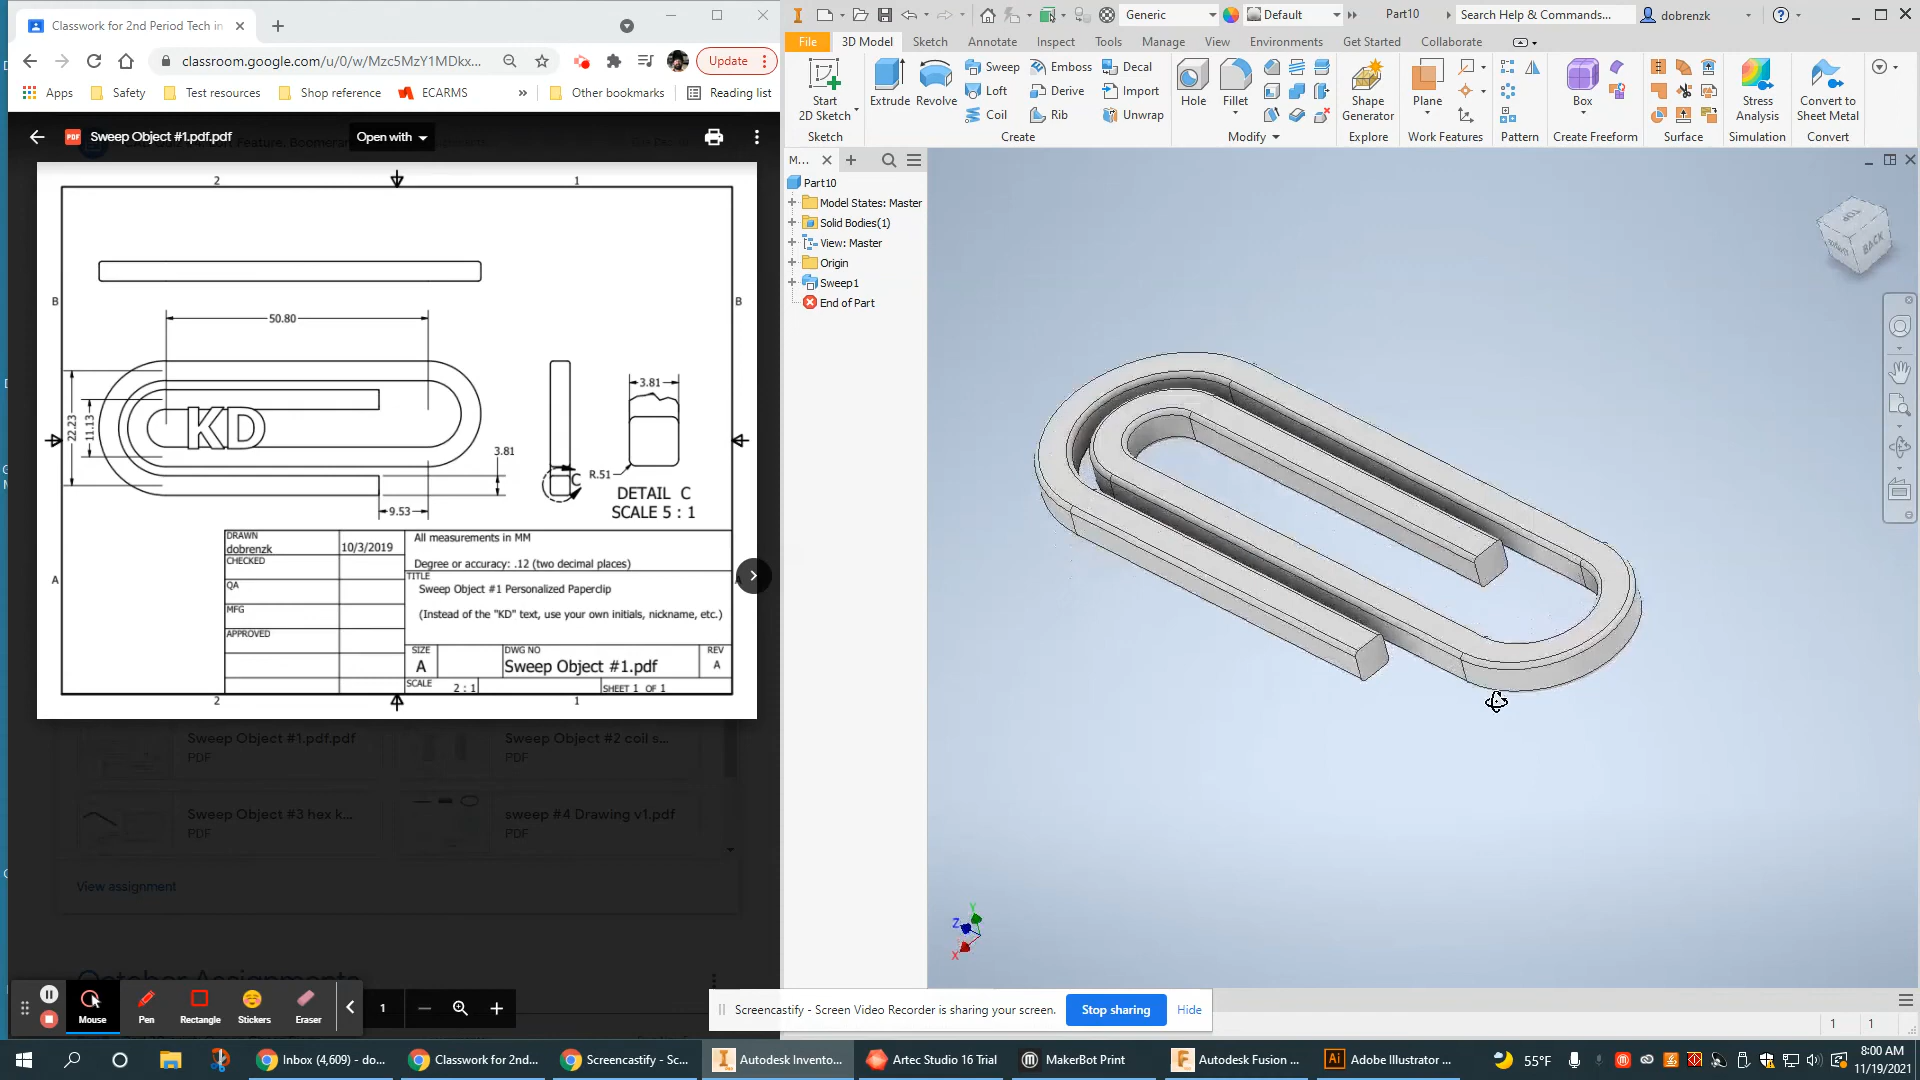 Classwork for 2nd Period Tech in
classroom.google.com/u/0/w/Mzc5MzY1MDkx...
Update
Apps
Safety
Test resources
Shop reference
ECARMS
»
Other bookmarks
Reading list
PDF
Sweep Object #1.pdf.pdf
Open with
2
1
B
B
50.80
22.23
11.13
KD
3.81
9.53
C
3.81
R.51
DETAIL C
SCALE 5 : 1
A
DRAWN
dobrenzk
10/3/2019
CHECKED
QA
MFG
APPROVED
All measurements in MM
Degree or accuracy: .12 (two decimal places)
TITLE
Sweep Object #1 Personalized Paperclip
(Instead of the "KD" text, use your own initials, nickname, etc.)
SIZE
A
DWG NO
Sweep Object #1.pdf
REV
A
SCALE
2 : 1
SHEET 1 OF 1
2
1
Sweep Object #1.pdf.pdf
PDF
Sweep Object #2 coil s...
PDF
Sweep Object #3 hex k...
PDF
sweep #4 Drawing v1.pdf
PDF
View assignment
October Assignments
Mouse
Pen
Rectangle
Stickers
Eraser
1
Screencastify - Screen Video Recorder is sharing your screen.
Stop sharing
Hide
Generic
Default
Part10
Search Help & Commands...
dobrenzk
File
3D Model
Sketch
Annotate
Inspect
Tools
Manage
View
Environments
Get Started
Collaborate
Start
2D Sketch
Sketch
Extrude
Revolve
Sweep
Loft
Coil
Emboss
Derive
Rib
Decal
Import
Unwrap
Create
Hole
Fillet
Modify
Shape
Generator
Explore
Plane
Work Features
Pattern
Box
Create Freeform
Surface
Stress
Analysis
Simulation
Convert to
Sheet Metal
Convert
M...
Part10
Model States: Master
Solid Bodies(1)
View: Master
Origin
Sweep1
End of Part
TOP
BACK
Y
Z
X
1
1
Inbox (4,609) - do...
Classwork for 2nd...
Screencastify - Sc...
Autodesk Invento...
Artec Studio 16 Trial
MakerBot Print
Autodesk Fusion ...
Adobe Illustrator ...
55°F
8:00 AM
11/19/2021